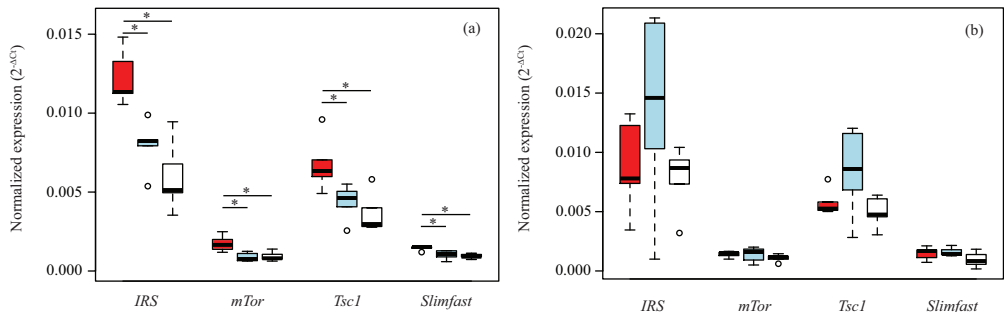 (a)
Normalized expression (2^-ΔCt)
0.015
0.010
0.005
0.000
* *
* *
* *
* *
IRS mTor Tsc1 Slimfast
(b)
Normalized expression (2^-ΔCt)
0.020
0.015
0.010
0.005
0.000
IRS mTor Tsc1 Slimfast